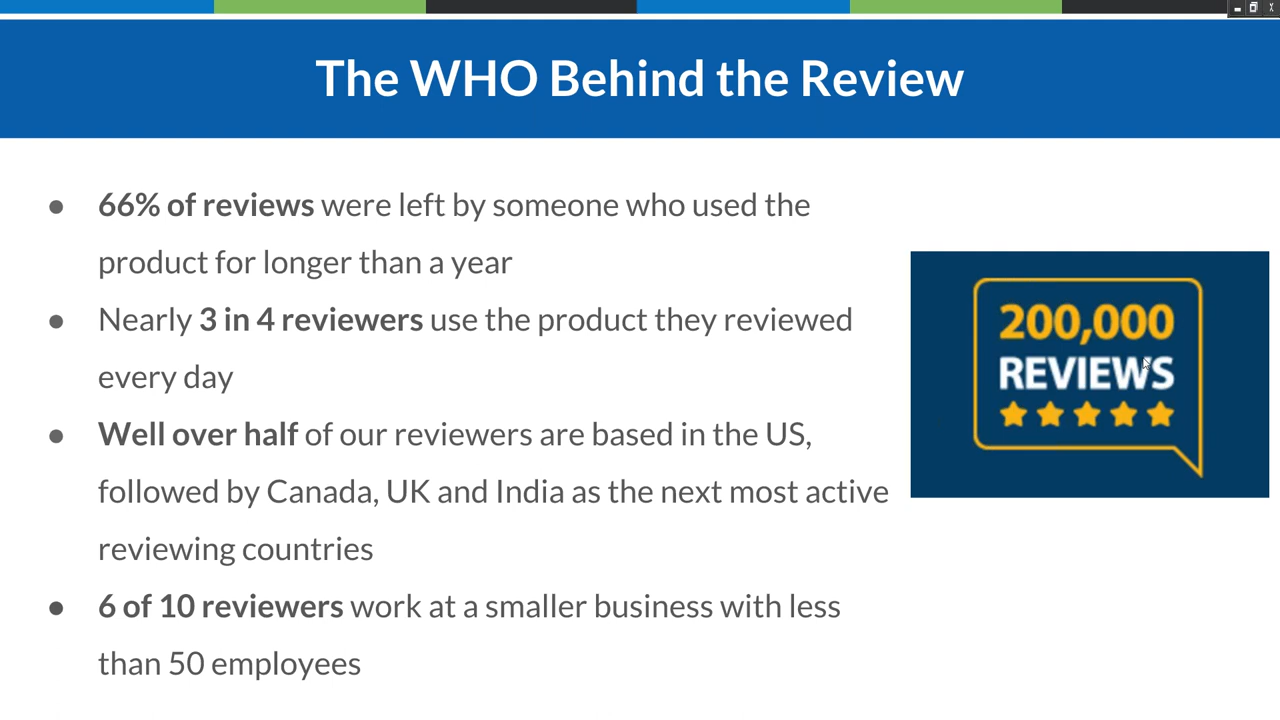 The WHO Behind the Review
● 66% of reviews were left by someone who used the
product for longer than a year
● Nearly 3 in 4 reviewers use the product they reviewed
every day
● Well over half of our reviewers are based in the US,
followed by Canada, UK and India as the next most active
reviewing countries
● 6 of 10 reviewers work at a smaller business with less
than 50 employees
200,000
REVIEWS